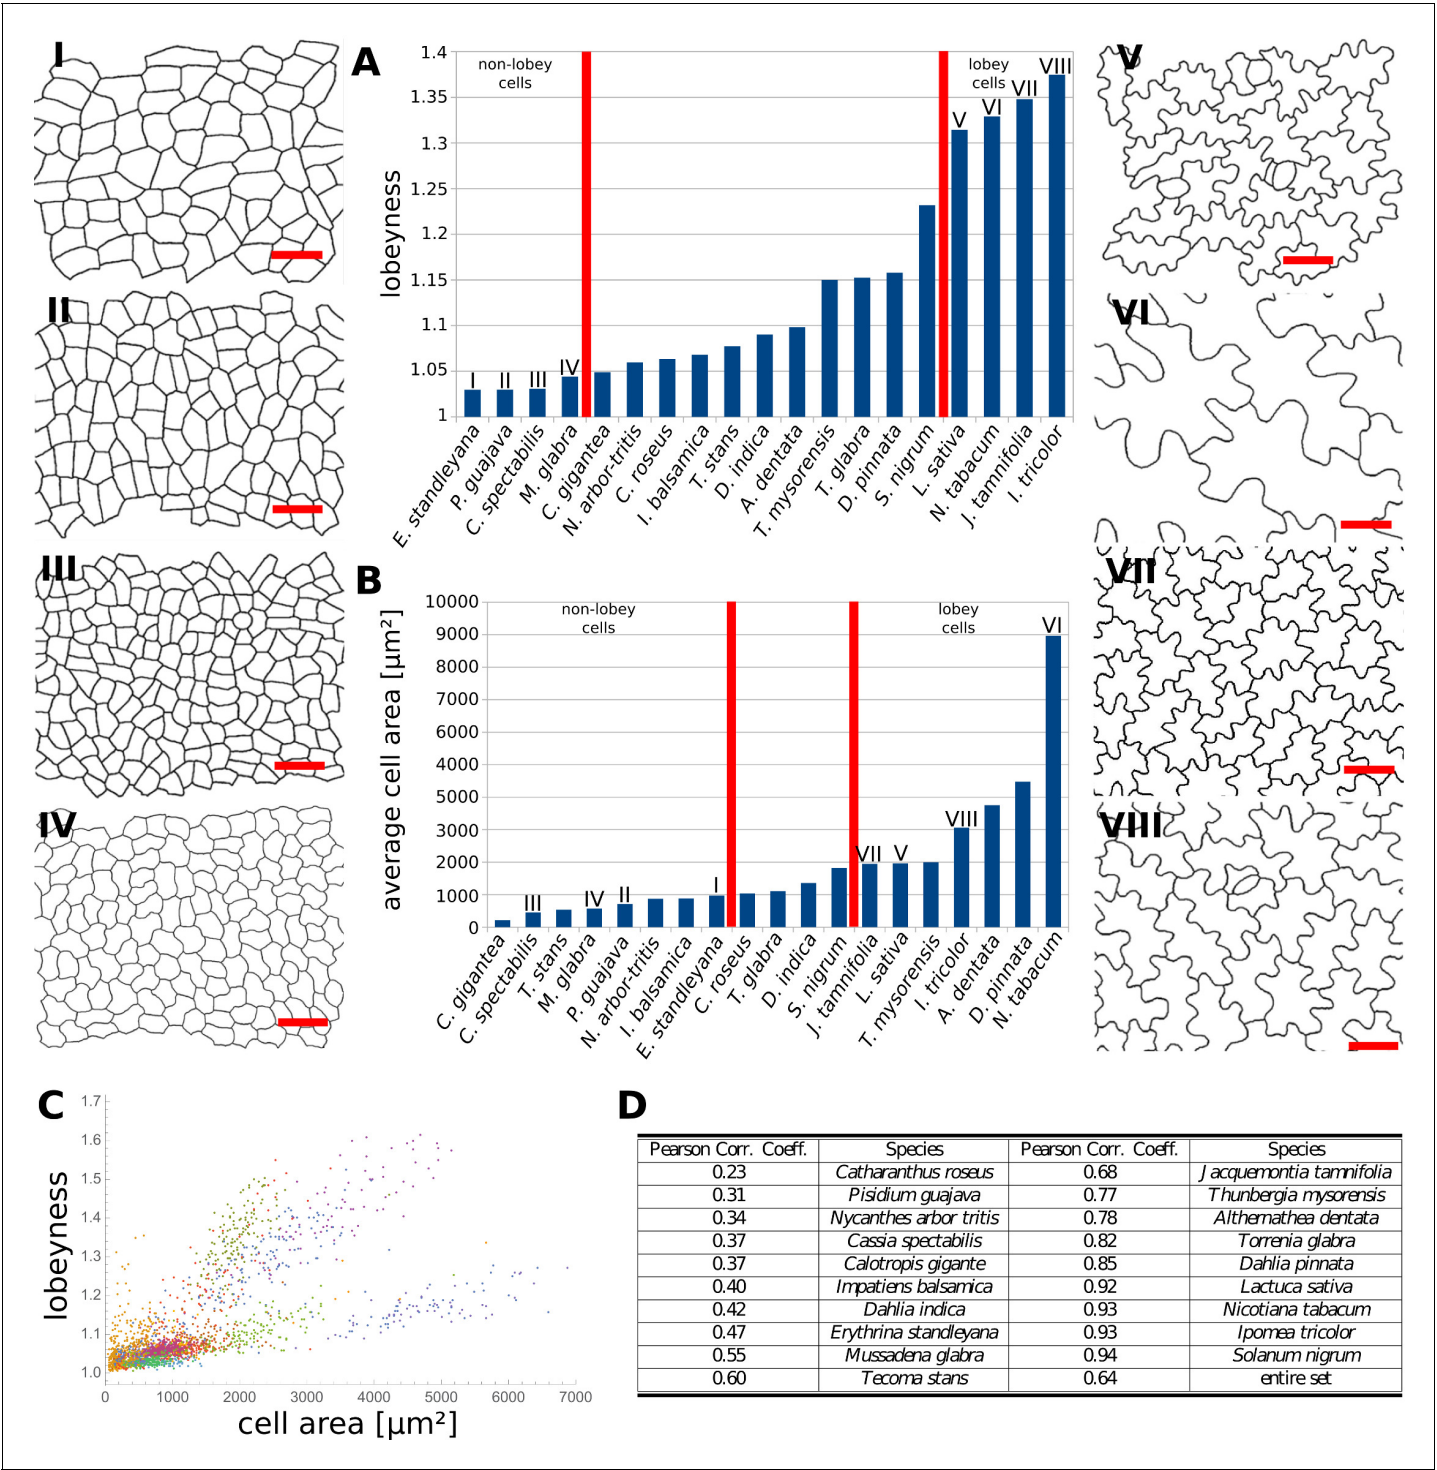 I
II
III
IV
A
lobeyness
1.4
1.35
1.3
1.25
1.2
1.15
1.1
1.05
1
non-lobey
cells
lobey
cells
I
II
III
IV
V
VI
VII
VIII
E. standleyana
P. guajava
C. spectabilis
M. glabra
C. gigantea
N. arbor-tritis
C. roseus
I. balsamica
T. stans
D. indica
A. dentata
T. mysorensis
T. glabra
D. pinnata
S. nigrum
L. sativa
N. tabacum
J. tamnifolia
I. tricolor
B
average cell area [µm²]
10000
9000
8000
7000
6000
5000
4000
3000
2000
1000
0
non-lobey
cells
lobey
cells
III
IV
II
I
VII
V
VIII
VI
C. gigantea
C. spectabilis
T. stans
M. glabra
P. guajava
N. arbor-tritis
I. balsamica
E. standleyana
C. roseus
T. glabra
D. indica
S. nigrum
J. tamnifolia
L. sativa
T. mysorensis
I. tricolor
A. dentata
D. pinnata
N. tabacum
V
VI
VII
VIII
C
lobeyness
1.7
1.6
1.5
1.4
1.3
1.2
1.1
1.0
0 1000 2000 3000 4000 5000 6000 7000
cell area [µm²]
D
Pearson Corr. Coeff. Species Pearson Corr. Coeff. Species
0.23 Catharanthus roseus 0.68 Jacquemontia tamnifolia
0.31 Pisidium guajava 0.77 Thunbergia mysorensis
0.34 Nycanthes arbor tritis 0.78 Althernathea dentata
0.37 Cassia spectabilis 0.82 Torrenia glabra
0.37 Calotropis gigante 0.85 Dahlia pinnata
0.40 Impatiens balsamica 0.92 Lactuca sativa
0.42 Dahlia indica 0.93 Nicotiana tabacum
0.47 Erythrina standleyana 0.93 Ipomea tricolor
0.55 Mussadena glabra 0.94 Solanum nigrum
0.60 Tecoma stans 0.64 entire set